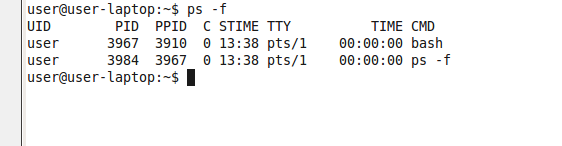 user@user-laptop:~$ ps -f
UID        PID  PPID  C STIME TTY          TIME CMD
user      3967  3910  0 13:38 pts/1    00:00:00 bash
user      3984  3967  0 13:38 pts/1    00:00:00 ps -f
user@user-laptop:~$